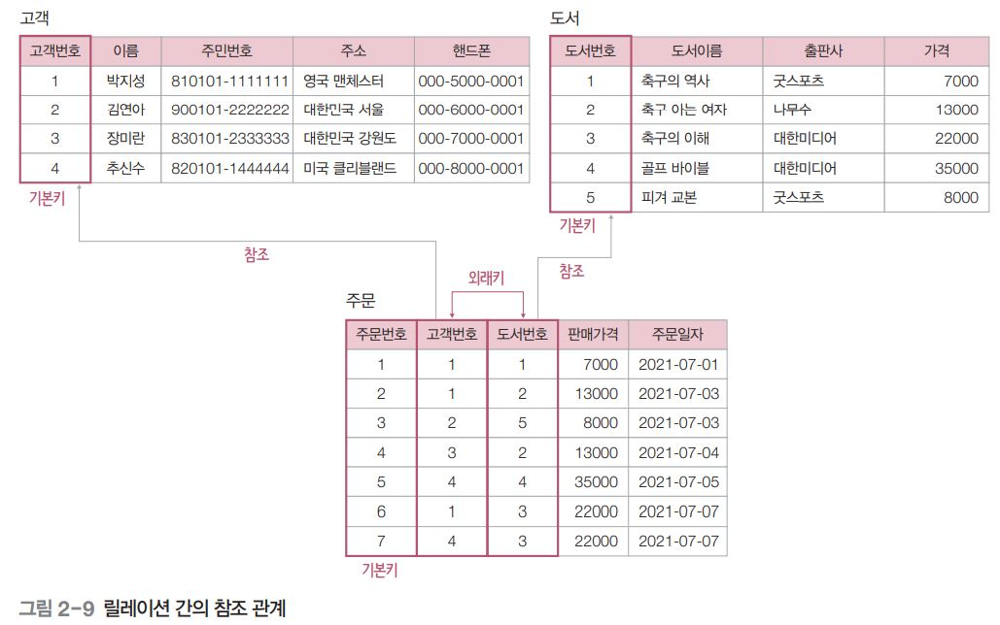 고객
고객번호 이름 주민번호 주소 핸드폰
1 박지성 810101-1111111 영국 맨체스터 000-5000-0001
2 김연아 900101-2222222 대한민국 서울 000-6000-0001
3 장미란 830101-2333333 대한민국 강원도 000-7000-0001
4 추신수 820101-1444444 미국 클리블랜드 000-8000-0001
기본키
도서
도서번호 도서이름 출판사 가격
1 축구의 역사 굿스포츠 7000
2 축구 아는 여자 나무수 13000
3 축구의 이해 대한미디어 22000
4 골프 바이블 대한미디어 35000
5 피겨 교본 굿스포츠 8000
기본키
참조
참조
외래키
주문
주문번호 고객번호 도서번호 판매가격 주문일자
1 1 1 7000 2021-07-01
2 1 2 13000 2021-07-03
3 2 5 8000 2021-07-03
4 3 2 13000 2021-07-04
5 4 4 35000 2021-07-05
6 1 3 22000 2021-07-07
7 4 3 22000 2021-07-07
기본키
그림 2-9 릴레이션 간의 참조 관계